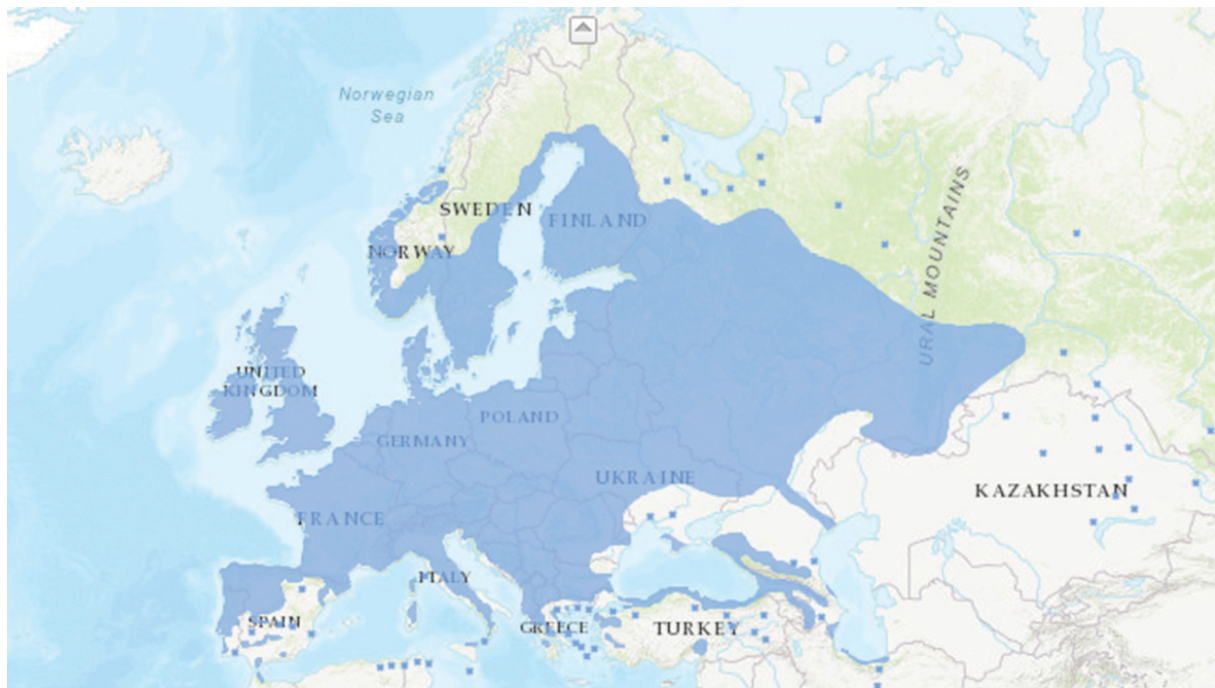 Norwegian
Sea
SWEDEN
FINLAND
NORWAY
URAL MOUNTAINS
UNITED
KINGDOM
POLAND
GERMANY
UKRAINE
KAZAKHSTAN
FRANCE
ITALY
SPAIN
GREECE
TURKEY